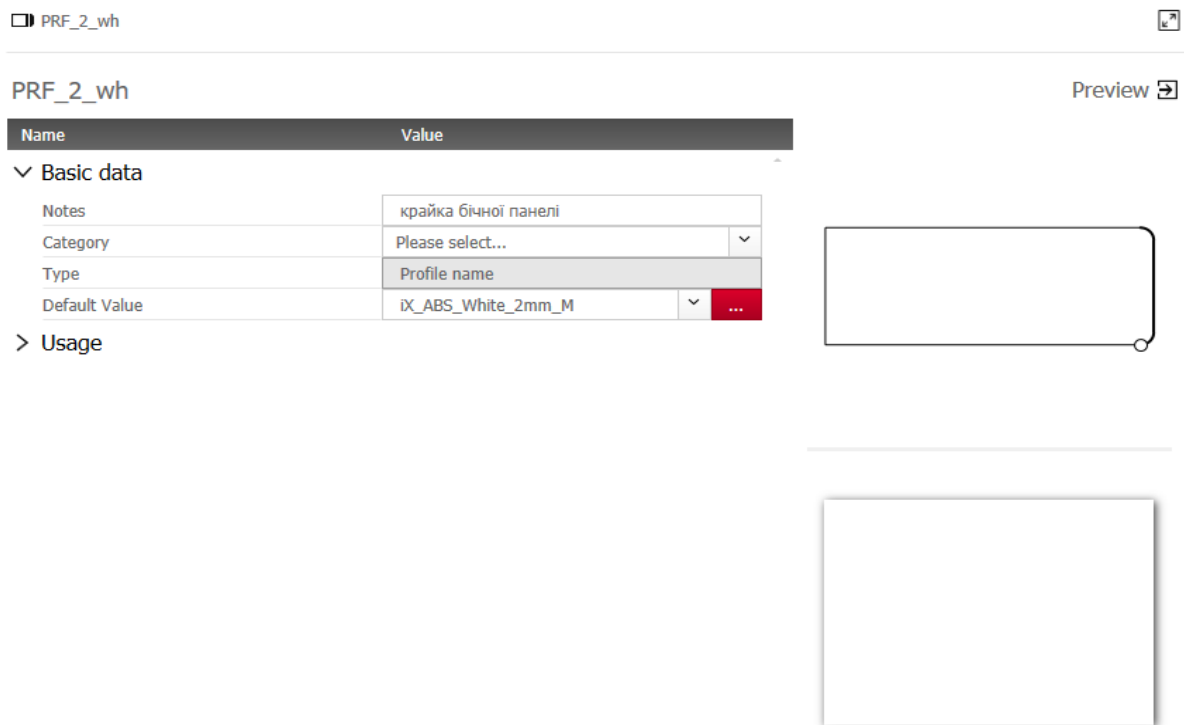 PRF_2_wh
PRF_2_wh
Preview
Name Value
Basic data
Notes крайка бічної панелі
Category Please select...
Type Profile name
Default Value iX_ABS_White_2mm_M ...
Usage